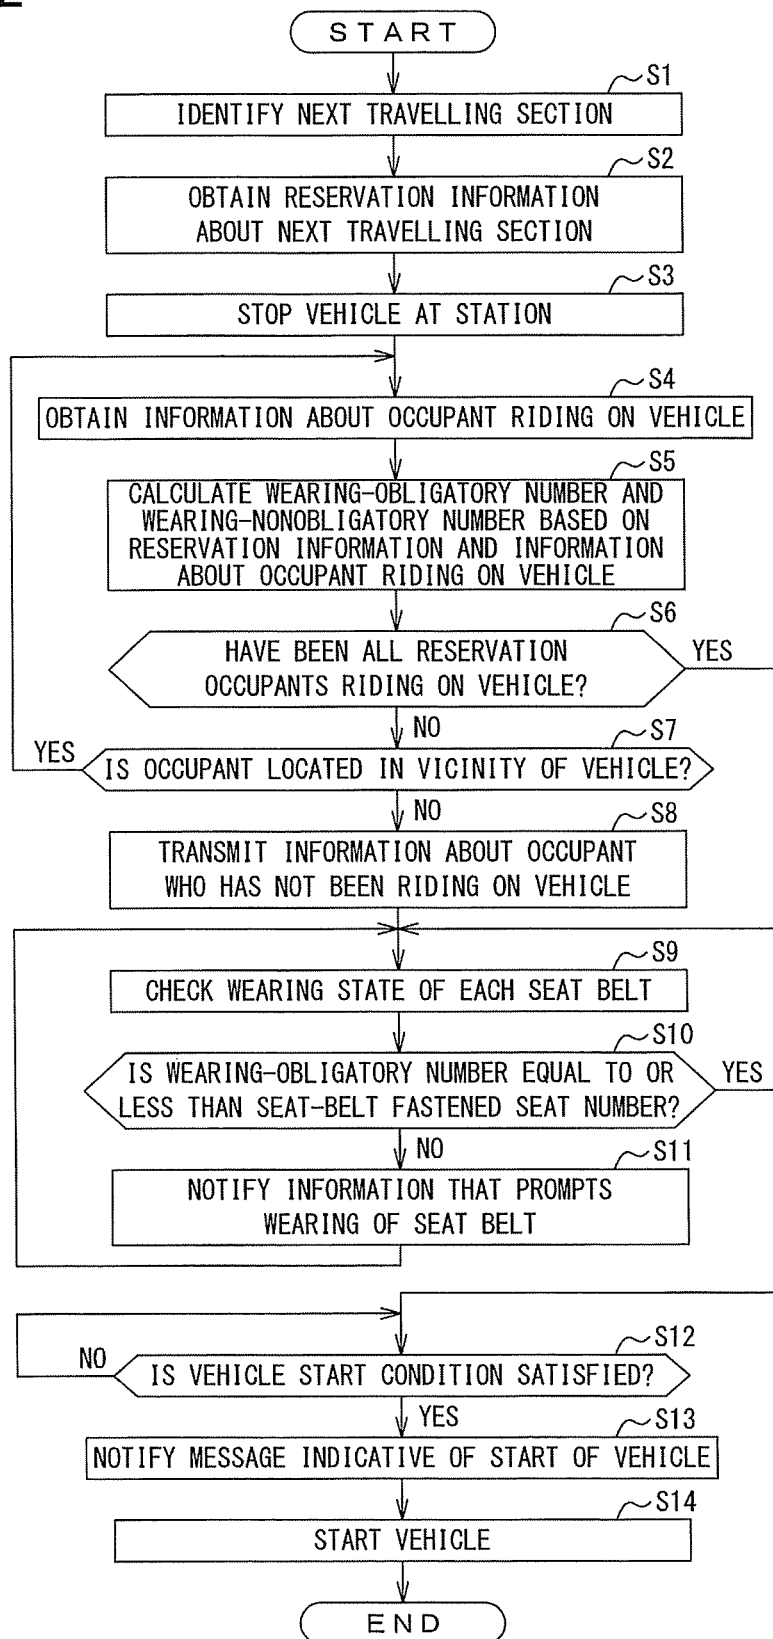 START
S1
IDENTIFY NEXT TRAVELLING SECTION
S2
OBTAIN RESERVATION INFORMATION
ABOUT NEXT TRAVELLING SECTION
S3
STOP VEHICLE AT STATION
S4
OBTAIN INFORMATION ABOUT OCCUPANT RIDING ON VEHICLE
S5
CALCULATE WEARING-OBLIGATORY NUMBER AND
WEARING-NONOBLIGATORY NUMBER BASED ON
RESERVATION INFORMATION AND INFORMATION
ABOUT OCCUPANT RIDING ON VEHICLE
S6
HAVE BEEN ALL RESERVATION
OCCUPANTS RIDING ON VEHICLE?
YES
NO
S7
YES
IS OCCUPANT LOCATED IN VICINITY OF VEHICLE?
NO
S8
TRANSMIT INFORMATION ABOUT OCCUPANT
WHO HAS NOT BEEN RIDING ON VEHICLE
S9
CHECK WEARING STATE OF EACH SEAT BELT
S10
IS WEARING-OBLIGATORY NUMBER EQUAL TO OR
LESS THAN SEAT-BELT FASTENED SEAT NUMBER?
YES
NO
S11
NOTIFY INFORMATION THAT PROMPTS
WEARING OF SEAT BELT
S12
NO
IS VEHICLE START CONDITION SATISFIED?
YES
S13
NOTIFY MESSAGE INDICATIVE OF START OF VEHICLE
S14
START VEHICLE
END